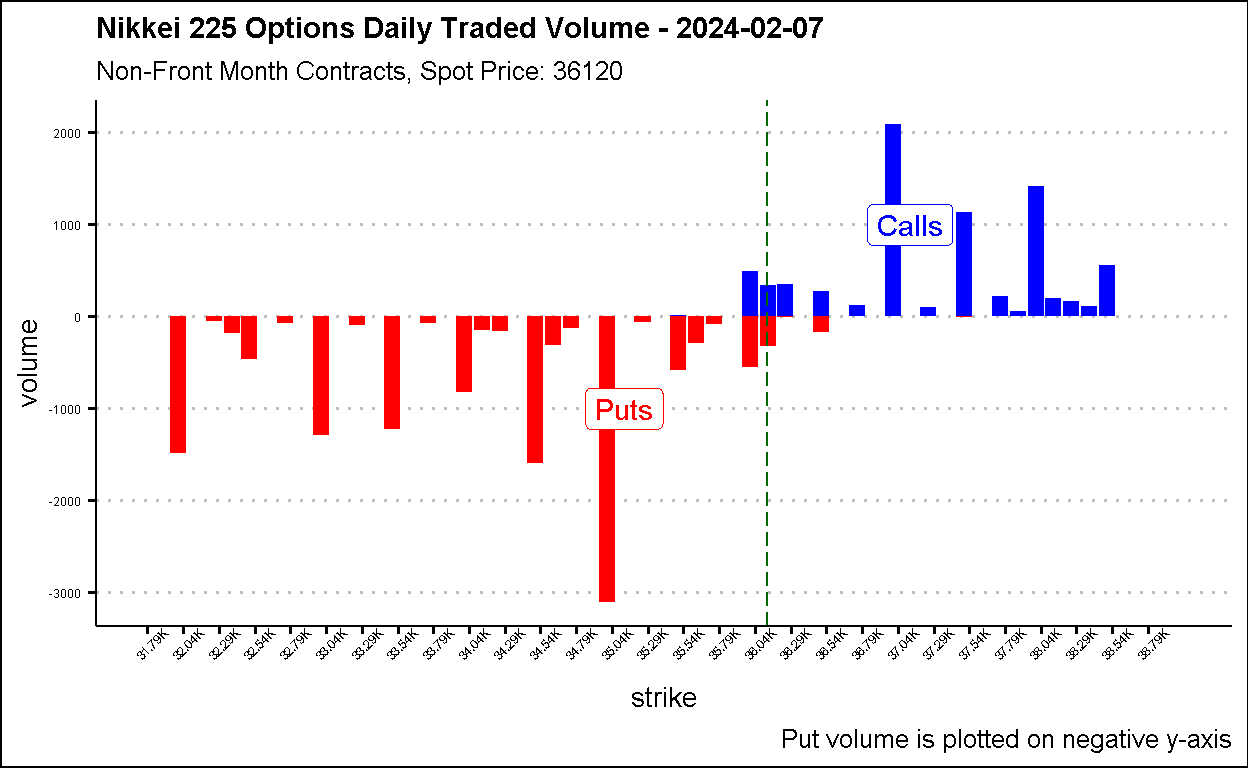 Nikkei 225 Options Daily Traded Volume - 2024-02-07
Non-Front Month Contracts, Spot Price: 36120
2000
1000
0
-1000
-2000
-3000
volume
Calls
Puts
31.79K
32.04K
32.29K
32.54K
32.79K
33.04K
33.29K
33.54K
33.79K
34.04K
34.29K
34.54K
34.79K
35.04K
35.29K
35.54K
35.79K
36.04K
36.29K
36.54K
36.79K
37.04K
37.29K
37.54K
37.79K
38.04K
38.29K
38.54K
38.79K
strike
Put volume is plotted on negative y-axis